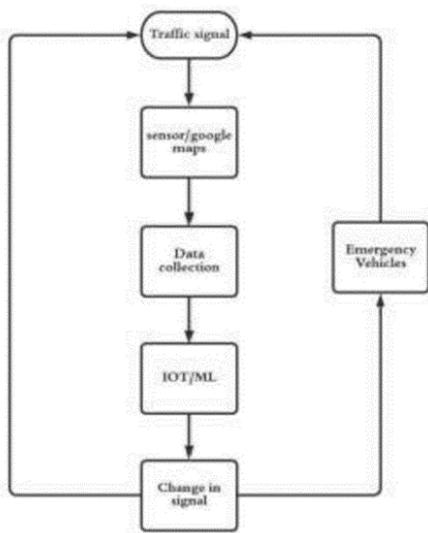 Traffic signal
sensor/google
maps
Data
collection
Emergency
Vehicles
IOT/ML
Change in
signal